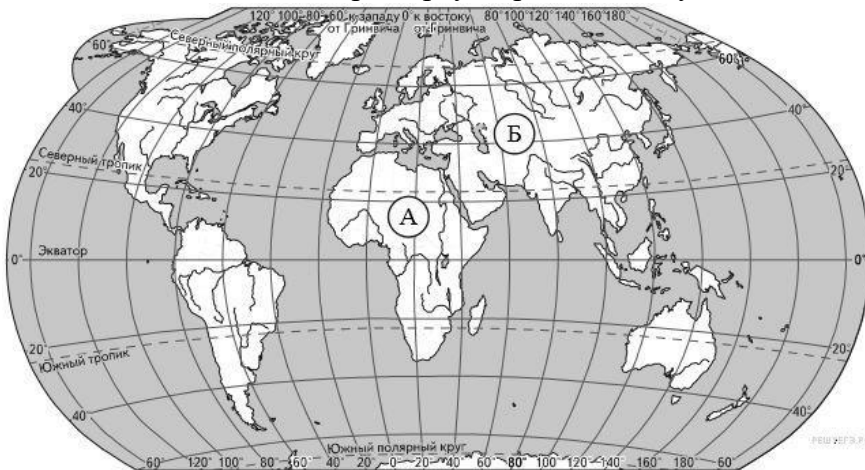 120° 100° 80° 60° к западу 0° к востоку 80° 100° 120° 140° 160° 180°
от Гринвича от Гринвича
60° Северный полярный круг 60°
40° 40°
Северный тропик
20° 20°
Б
А
Экватор
0° 0°
20° 20°
Южный тропик
40° 40°
Южный полярный круг
60° 120° 100° 80° 60° 40° 20° 0° 20° 40° 60° 80° 100° 120° 140° 60°